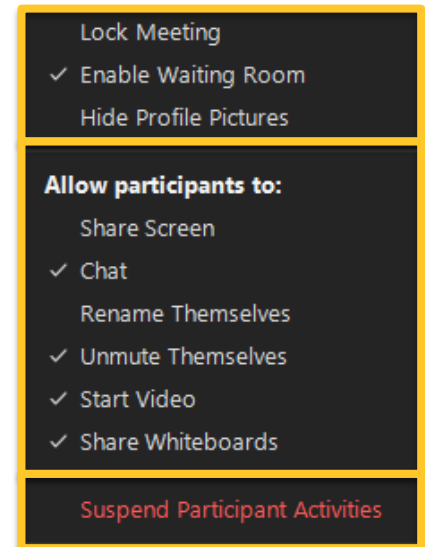 Lock Meeting
✓ Enable Waiting Room
Hide Profile Pictures
Allow participants to:
Share Screen
✓ Chat
Rename Themselves
✓ Unmute Themselves
✓ Start Video
✓ Share Whiteboards
Suspend Participant Activities